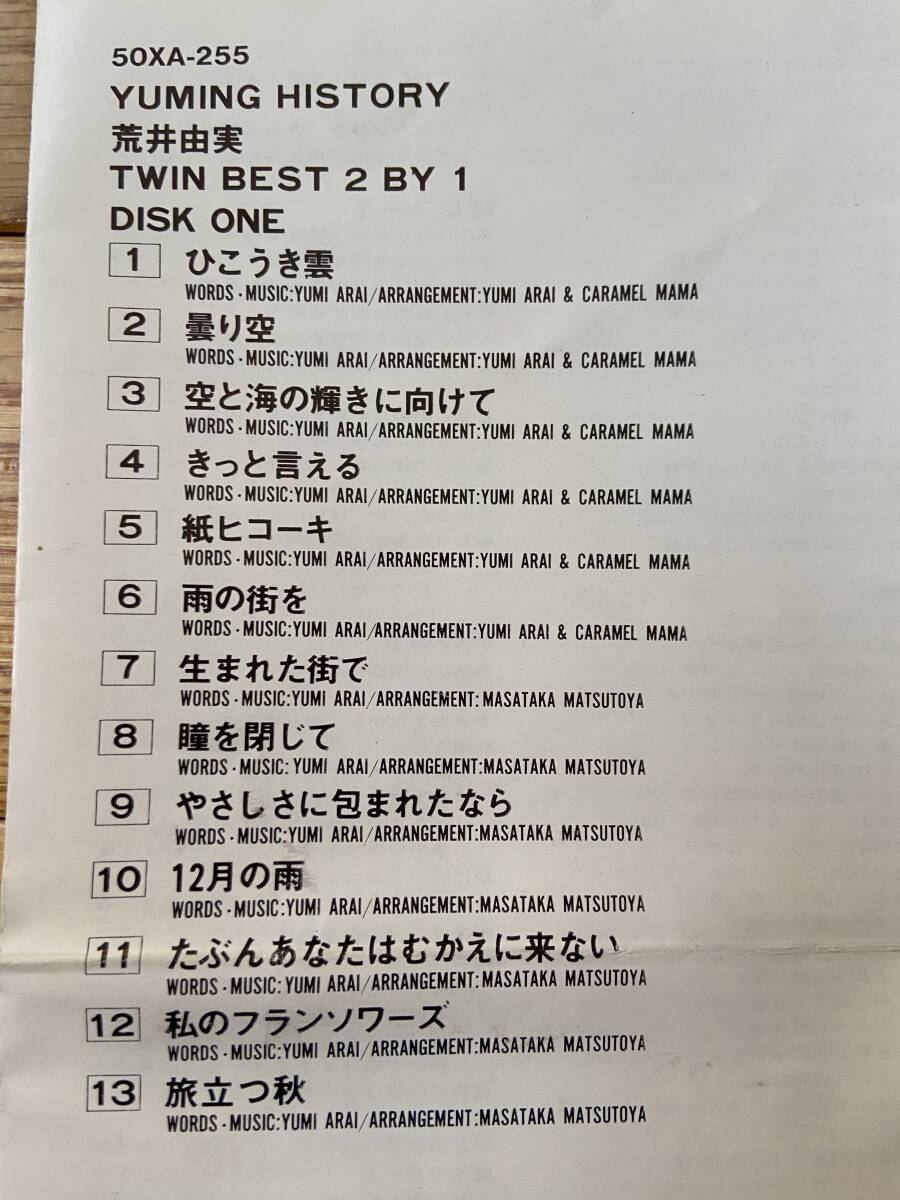 50XA-255
YUMING HISTORY
荒井由実
TWIN BEST 2 BY 1
DISK ONE
1 ひこうき雲
WORDS・MUSIC:YUMI ARAI/ARRANGEMENT:YUMI ARAI & CARAMEL MAMA
2 曇り空
WORDS・MUSIC:YUMI ARAI/ARRANGEMENT:YUMI ARAI & CARAMEL MAMA
3 空と海の輝きに向けて
WORDS・MUSIC:YUMI ARAI/ARRANGEMENT:YUMI ARAI & CARAMEL MAMA
4 きっと言える
WORDS・MUSIC:YUMI ARAI/ARRANGEMENT:YUMI ARAI & CARAMEL MAMA
5 紙ヒコーキ
WORDS・MUSIC:YUMI ARAI/ARRANGEMENT:YUMI ARAI & CARAMEL MAMA
6 雨の街を
WORDS・MUSIC:YUMI ARAI/ARRANGEMENT:YUMI ARAI & CARAMEL MAMA
7 生まれた街で
WORDS・MUSIC:YUMI ARAI/ARRANGEMENT:MASATAKA MATSUTOYA
8 瞳を閉じて
WORDS・MUSIC:YUMI ARAI/ARRANGEMENT:MASATAKA MATSUTOYA
9 やさしさに包まれたなら
WORDS・MUSIC:YUMI ARAI/ARRANGEMENT:MASATAKA MATSUTOYA
10 12月の雨
WORDS・MUSIC:YUMI ARAI/ARRANGEMENT:MASATAKA MATSUTOYA
11 たぶんあなたはむかえに来ない
WORDS・MUSIC:YUMI ARAI/ARRANGEMENT:MASATAKA MATSUTOYA
12 私のフランソワーズ
WORDS・MUSIC:YUMI ARAI/ARRANGEMENT:MASATAKA MATSUTOYA
13 旅立つ秋
WORDS・MUSIC:YUMI ARAI/ARRANGEMENT:MASATAKA MATSUTOYA